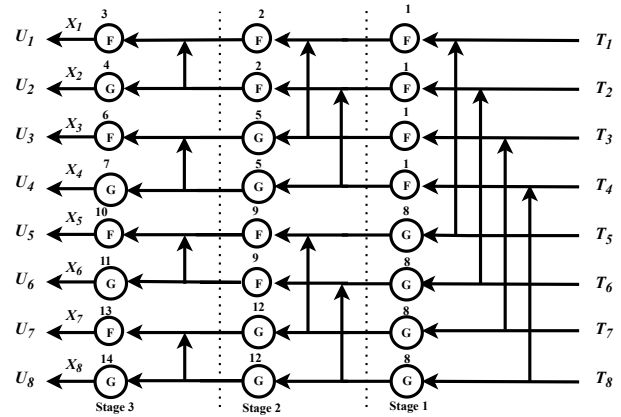 3 2 1
U1 X1 F F F T1
4 2 1
U2 X2 G F F T2
6 5 1
U3 X3 F G F T3
7 5 1
U4 X4 G G F T4
10 9 8
U5 X5 F F G T5
11 9 8
U6 X6 G F G T6
13 12 8
U7 X7 F G G T7
14 12 8
U8 X8 G G G T8
Stage 3 Stage 2 Stage 1